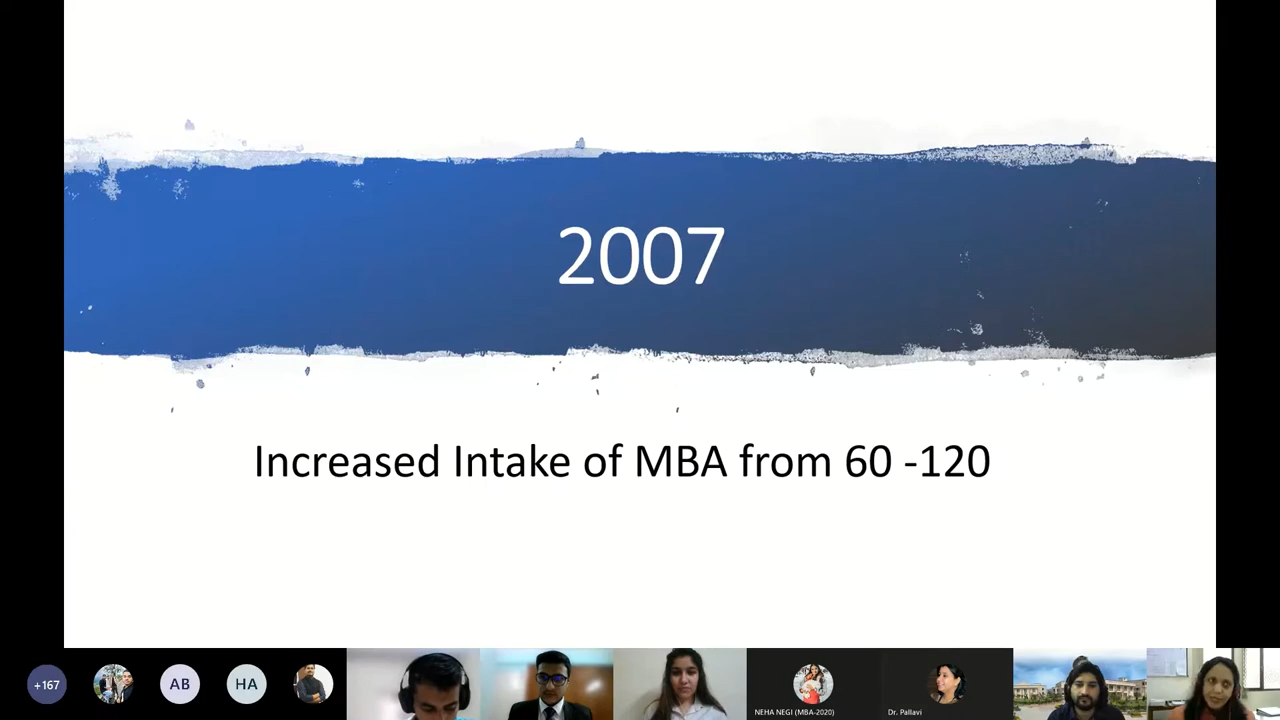 2007
Increased Intake of MBA from 60 -120
+167
AB
HA
NEHA NEGI (MBA-2020)
Dr. Pallavi